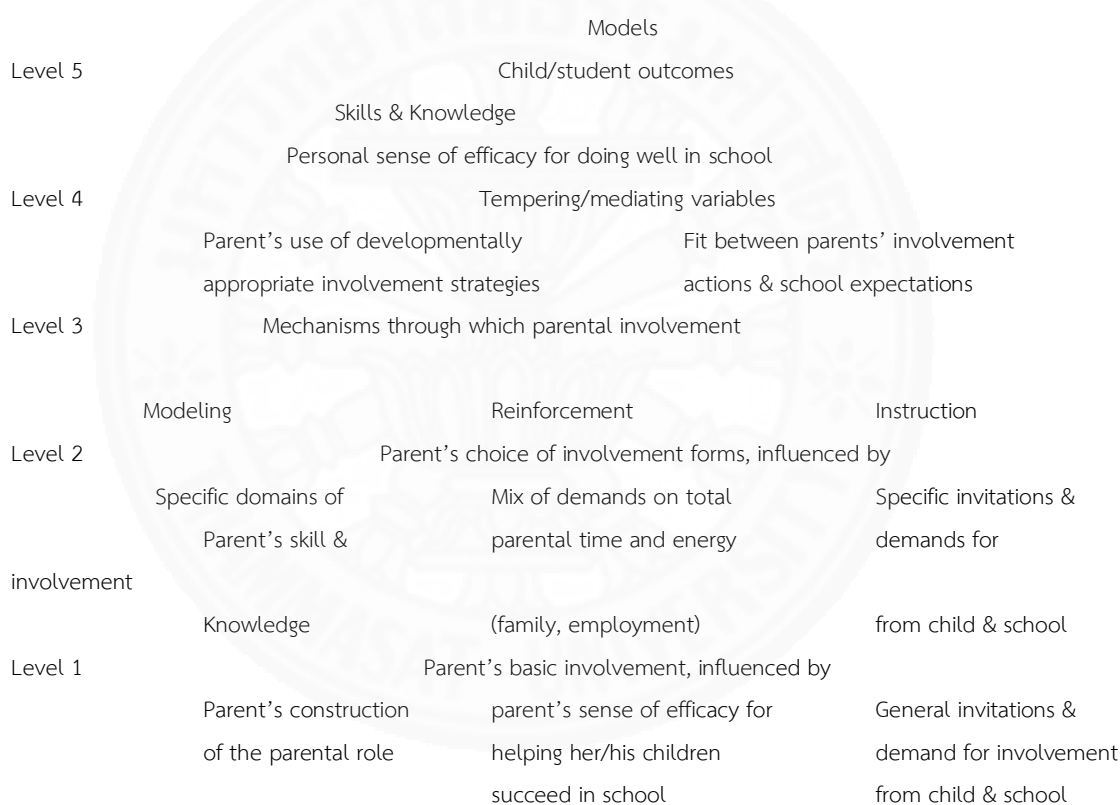 Models
Level 5 Child/student outcomes
Skills & Knowledge
Personal sense of efficacy for doing well in school
Level 4 Tempering/mediating variables
Parent's use of developmentally Fit between parents' involvement
appropriate involvement strategies actions & school expectations
Level 3 Mechanisms through which parental involvement
Modeling Reinforcement Instruction
Level 2 Parent's choice of involvement forms, influenced by
Specific domains of Mix of demands on total Specific invitations &
Parent's skill & parental time and energy demands for
involvement
Knowledge (family, employment) from child & school
Level 1 Parent's basic involvement, influenced by
Parent's construction parent's sense of efficacy for General invitations &
of the parental role helping her/his children demand for involvement
succeed in school from child & school